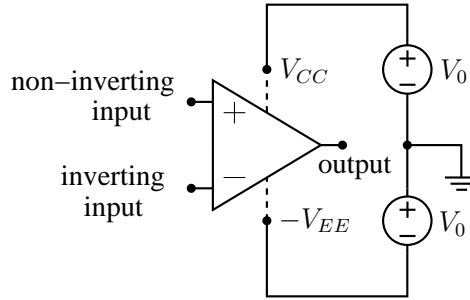 V_CC
V_0
non−inverting
input
+
−
+
−
output
inverting
input
−V_EE
+
−
V_0